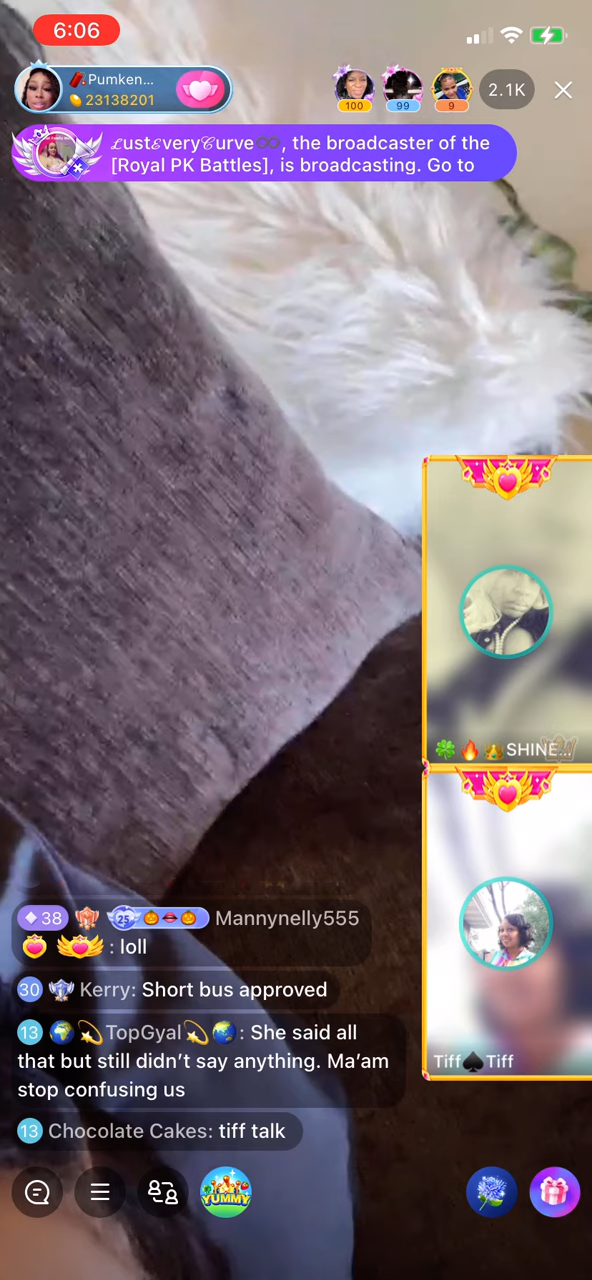 6:06
Pumken...
23138201
100
99
9
2.1K
ℒustℰvery𝒞urve♾️, the broadcaster of the
[Royal PK Battles], is broadcasting. Go to
🍀🔥👑SHINE...
38 25 🎃👄🎃 Mannynelly555
: loll
30 Kerry: Short bus approved
13 🌍💫TopGyal💫🌏: She said all
that but still didn’t say anything. Ma’am
stop confusing us
Tiff♠️Tiff
13 Chocolate Cakes: tiff talk
YUMMY